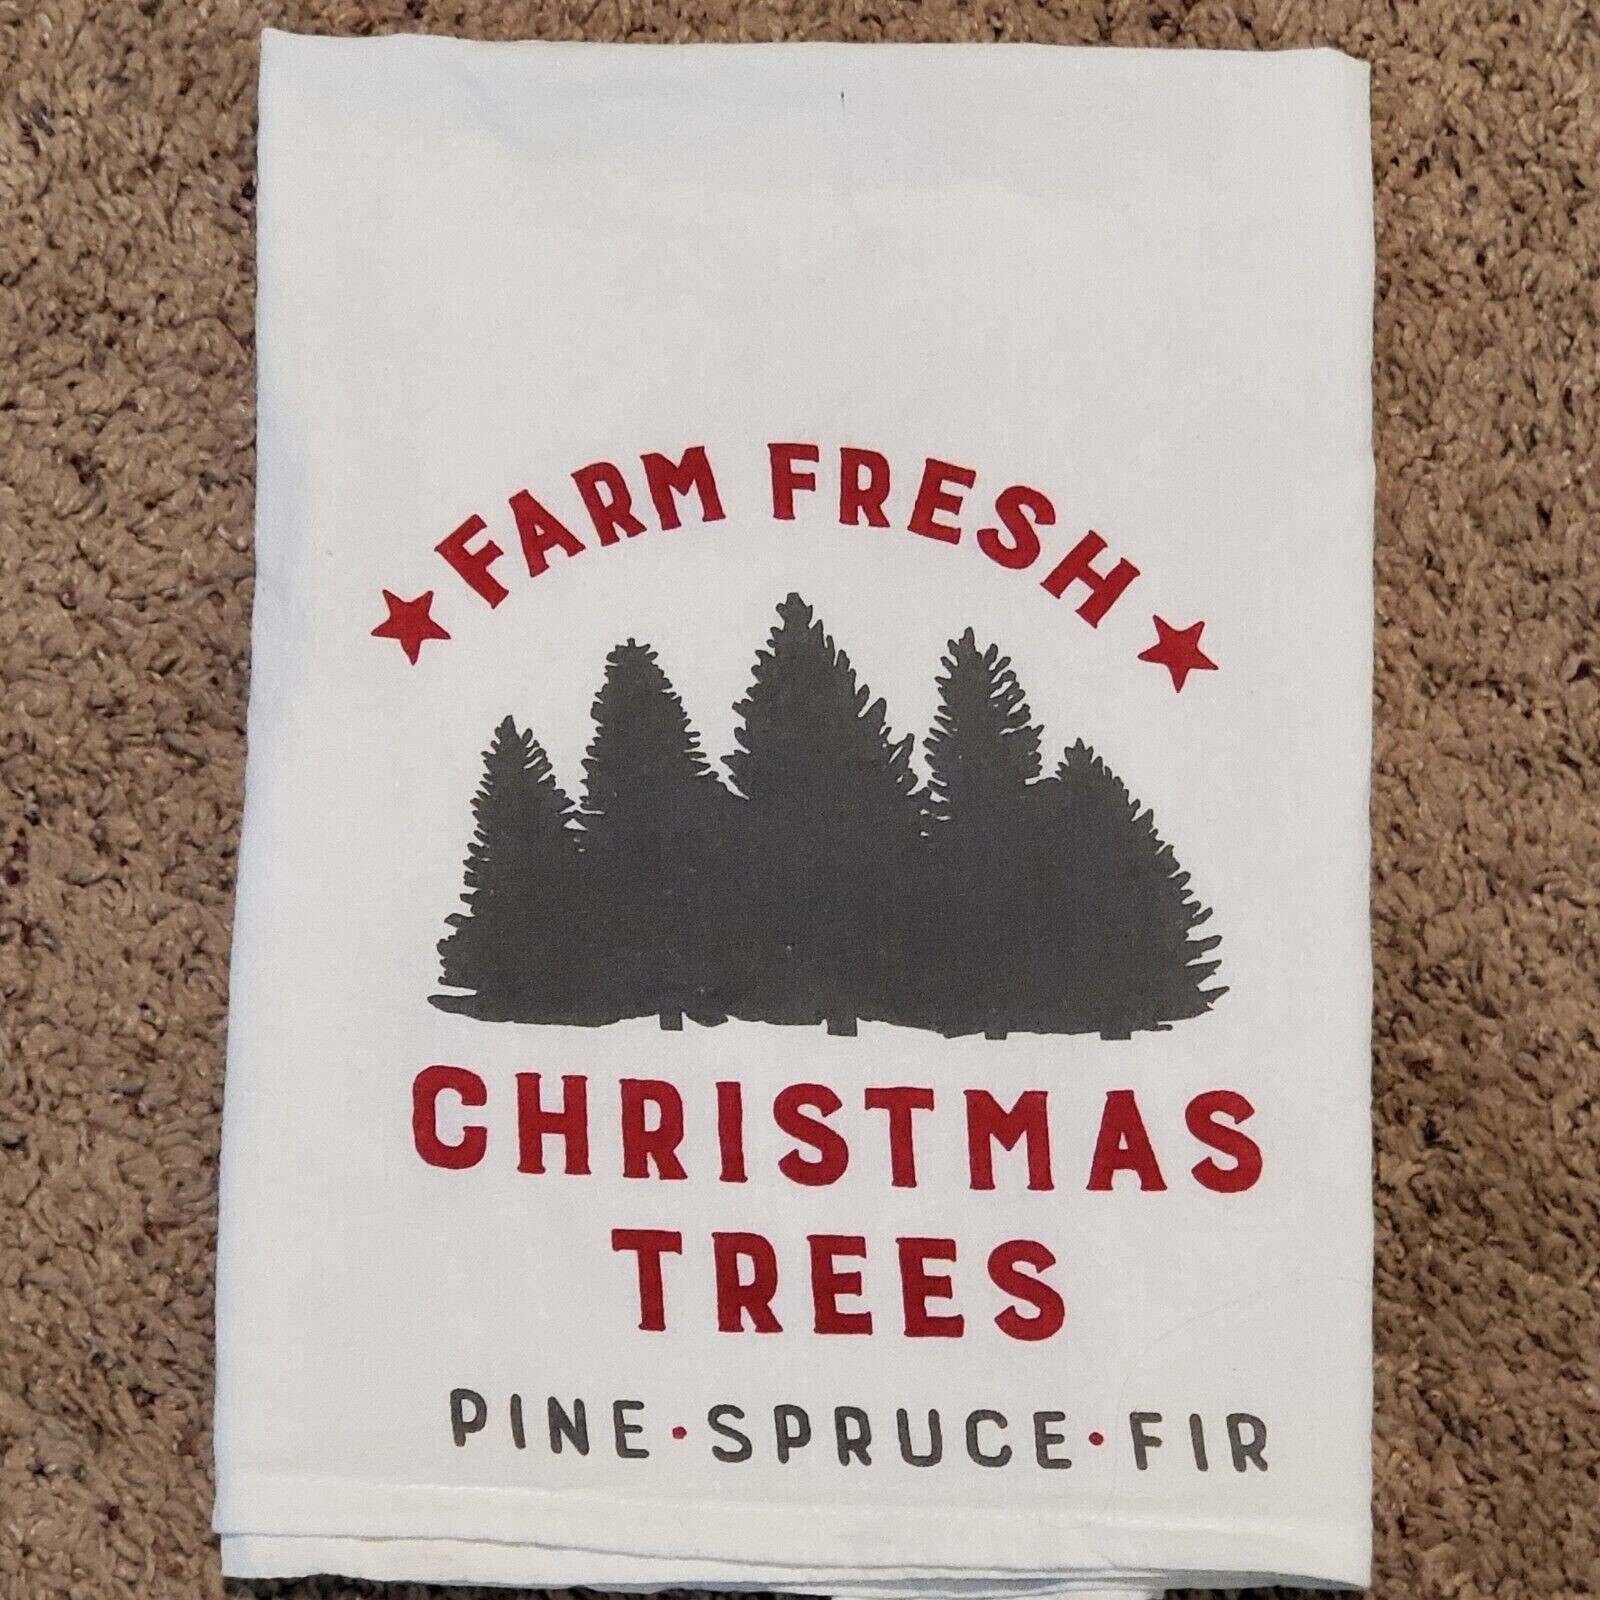 FARM FRESH
CHRISTMAS
TREES
PINE·SPRUCE·FIR